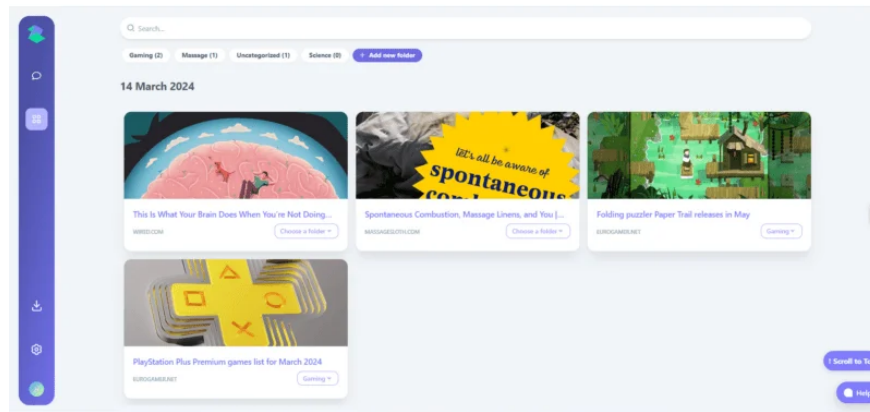 Search...
Gaming (2) Massage (1) Uncategorized (1) Science (0) + Add new folder
14 March 2024
let's all be aware of
spontaneous
This Is What Your Brain Does When You're Not Doing...
WIRED.COM Choose a folder
Spontaneous Combustion, Massage Linens, and You |...
MASSAGESLOTH.COM Choose a folder
Folding puzzler Paper Trail releases in May
EUROGAMER.NET Gaming
PlayStation Plus Premium games list for March 2024
EUROGAMER.NET Gaming
Scroll to To
Help